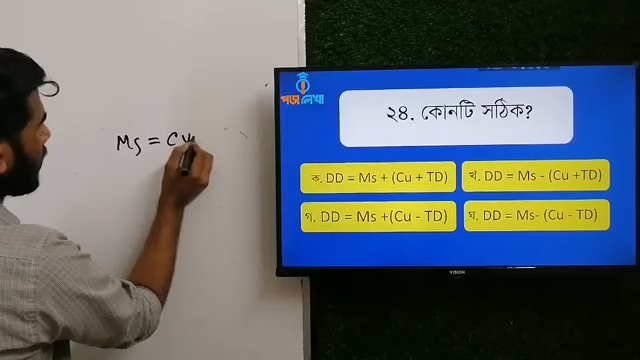 Ms = Cu
পড়ালেখা
২৪. কোনটি সঠিক?
ক. DD = Ms + (Cu + TD)
খ. DD = Ms - (Cu +TD)
গ. DD = Ms +(Cu - TD)
ঘ. DD = Ms- (Cu - TD)
VISION